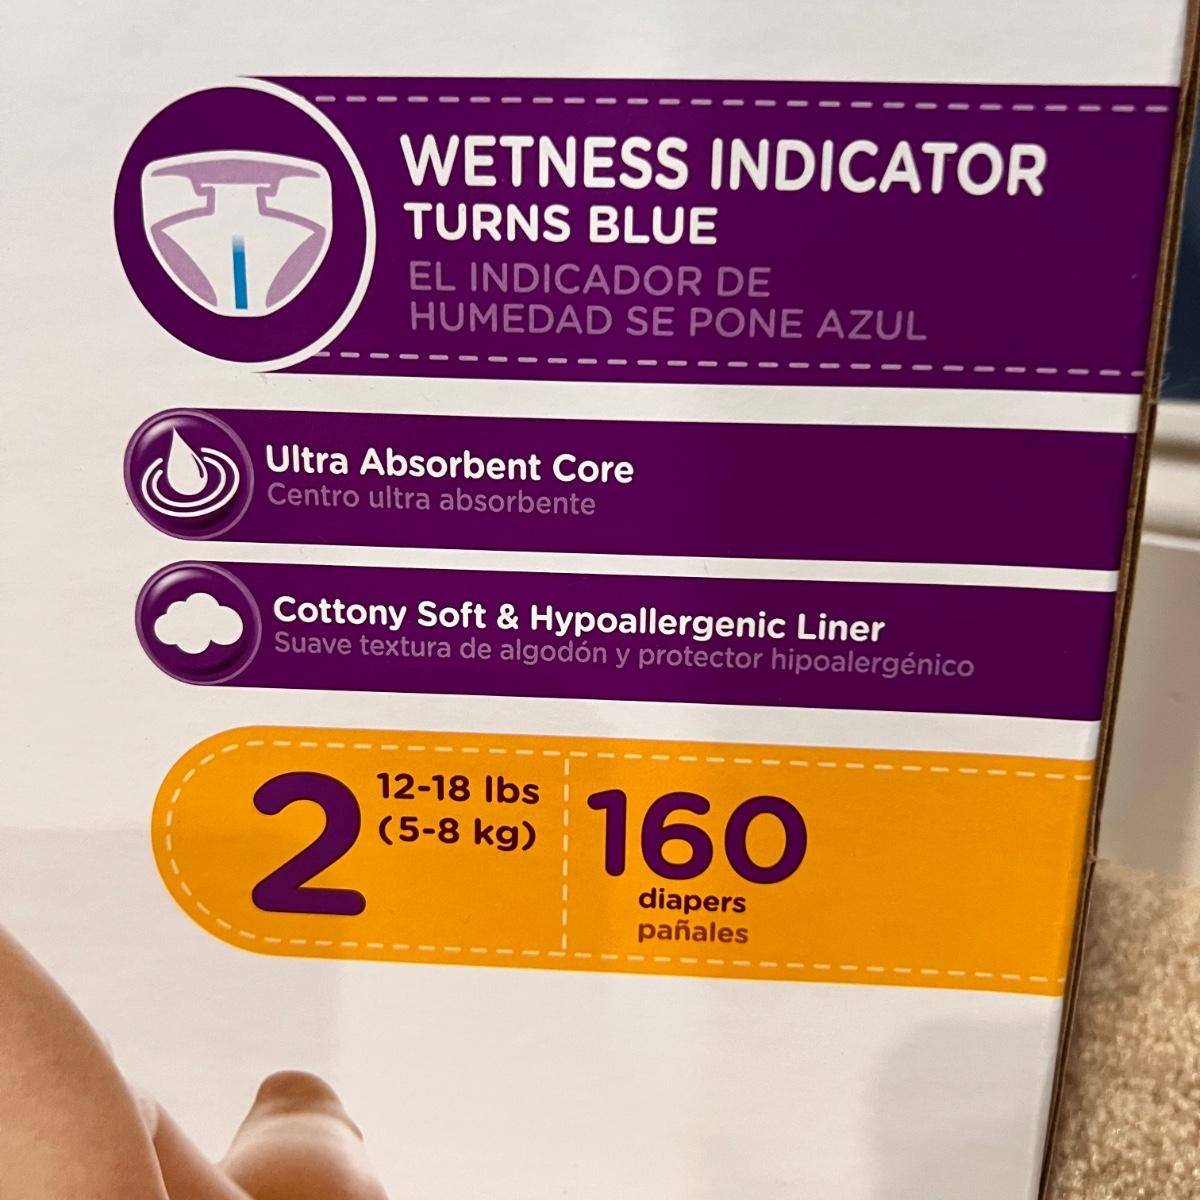 WETNESS INDICATOR
TURNS BLUE
EL INDICADOR DE
HUMEDAD SE PONE AZUL
Ultra Absorbent Core
Centro ultra absorbente
Cottony Soft & Hypoallergenic Liner
Suave textura de algodón y protector hipoalergénico
2
12-18 lbs
(5-8 kg)
160
diapers
pañales